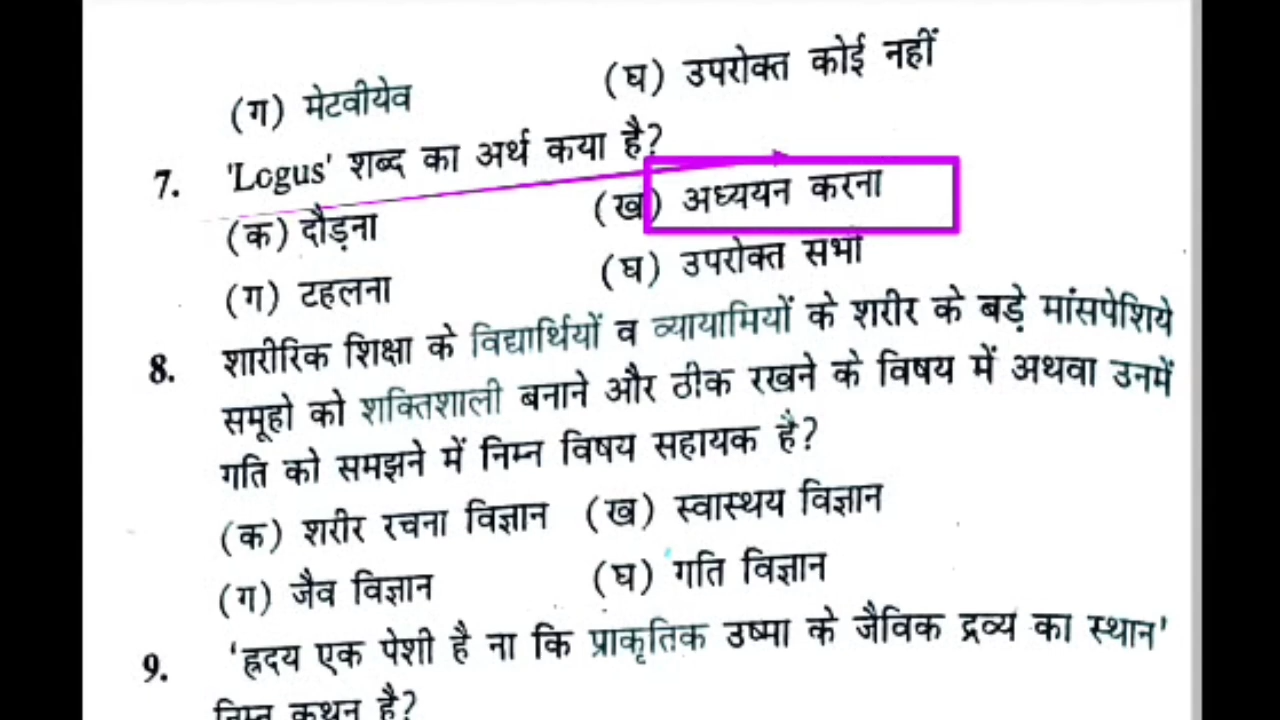 (ग) मेटवीयेव (घ) उपरोक्त कोई नहीं
7. 'Logus' शब्द का अर्थ कया है?
(क) दौड़ना (ख) अध्ययन करना
(ग) टहलना (घ) उपरोक्त सभी
8. शारीरिक शिक्षा के विद्यार्थियों व व्यायामियों के शरीर के बड़े मांसपेशिये
समूहो को शक्तिशाली बनाने और ठीक रखने के विषय में अथवा उनमें
गति को समझने में निम्न विषय सहायक है?
(क) शरीर रचना विज्ञान (ख) स्वास्थय विज्ञान
(ग) जैव विज्ञान (घ) गति विज्ञान
9. 'ह्रदय एक पेशी है ना कि प्राकृतिक उष्मा के जैविक द्रव्य का स्थान'
निम्न कथन है?